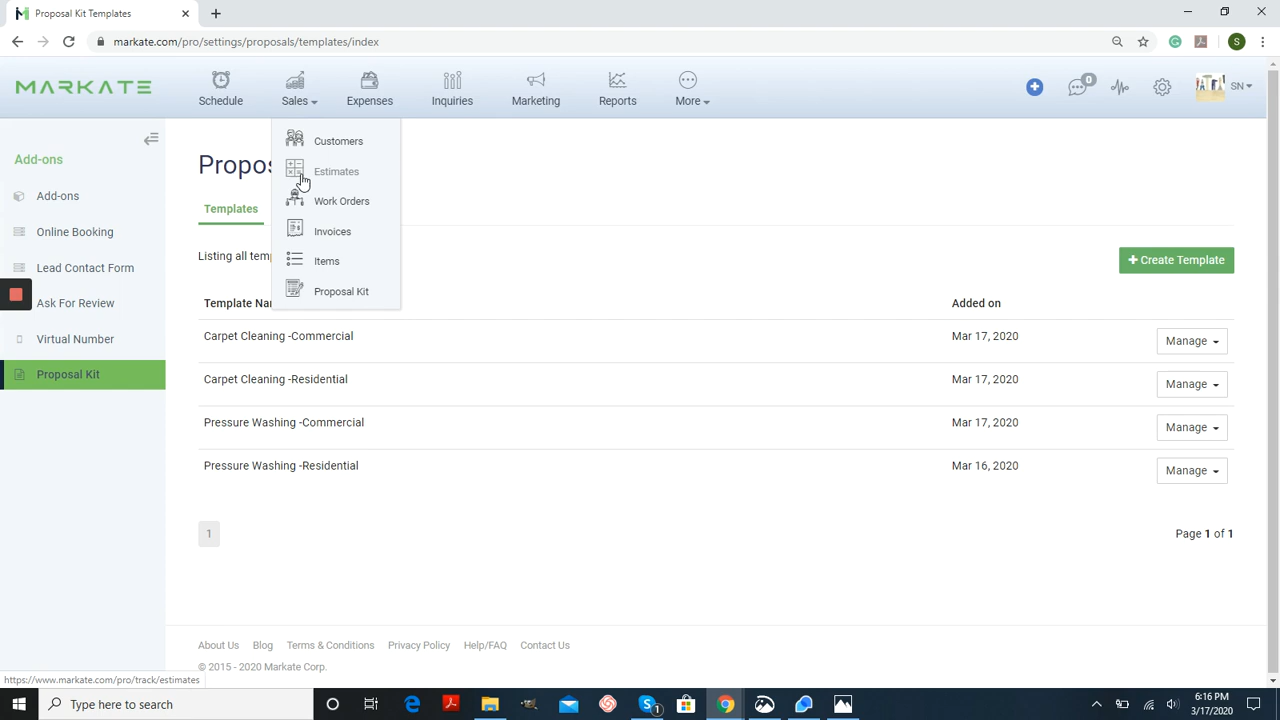 Proposal Kit Templates
markate.com/pro/settings/proposals/templates/index
S
MARKATE
Schedule
Sales
Expenses
Inquiries
Marketing
Reports
More
0
SN
Add-ons
Add-ons
Online Booking
Lead Contact Form
Ask For Review
Virtual Number
Proposal Kit
Customers
Estimates
Work Orders
Invoices
Items
Proposal Kit
Propos
Templates
Listing all temp
+ Create Template
Template Na
Added on
Carpet Cleaning -Commercial
Mar 17, 2020
Manage
Carpet Cleaning -Residential
Mar 17, 2020
Manage
Pressure Washing -Commercial
Mar 17, 2020
Manage
Pressure Washing -Residential
Mar 16, 2020
Manage
1
Page 1 of 1
About Us Blog Terms & Conditions Privacy Policy Help/FAQ Contact Us
© 2015 - 2020 Markate Corp.
https://www.markate.com/pro/track/estimates
Type here to search
1
6:16 PM
3/17/2020